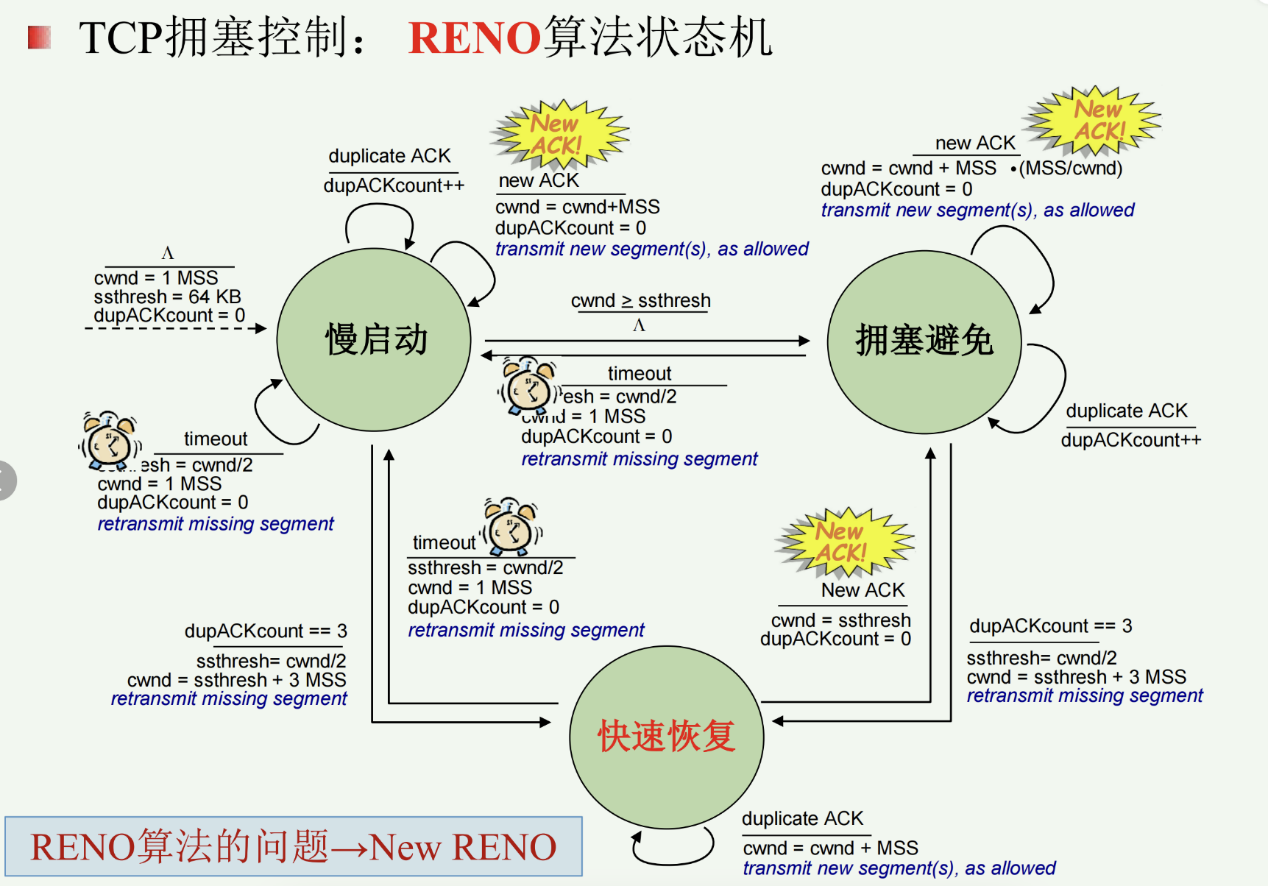 TCP拥塞控制： RENO算法状态机
New
ACK!
duplicate ACK
dupACKcount++
new ACK
cwnd = cwnd+MSS
dupACKcount = 0
transmit new segment(s), as allowed
New
ACK!
new ACK
cwnd = cwnd + MSS •(MSS/cwnd)
dupACKcount = 0
transmit new segment(s), as allowed
Λ
cwnd = 1 MSS
ssthresh = 64 KB
dupACKcount = 0
慢启动
cwnd ≥ ssthresh
Λ
拥塞避免
timeout
resh = cwnd/2
cwnd = 1 MSS
dupACKcount = 0
retransmit missing segment
duplicate ACK
dupACKcount++
timeout
esh = cwnd/2
cwnd = 1 MSS
dupACKcount = 0
retransmit missing segment
timeout
ssthresh = cwnd/2
cwnd = 1 MSS
dupACKcount = 0
retransmit missing segment
New
ACK!
New ACK
cwnd = ssthresh
dupACKcount = 0
dupACKcount == 3
ssthresh= cwnd/2
cwnd = ssthresh + 3 MSS
retransmit missing segment
dupACKcount == 3
ssthresh= cwnd/2
cwnd = ssthresh + 3 MSS
retransmit missing segment
快速恢复
duplicate ACK
cwnd = cwnd + MSS
transmit new segment(s), as allowed
RENO算法的问题→New RENO